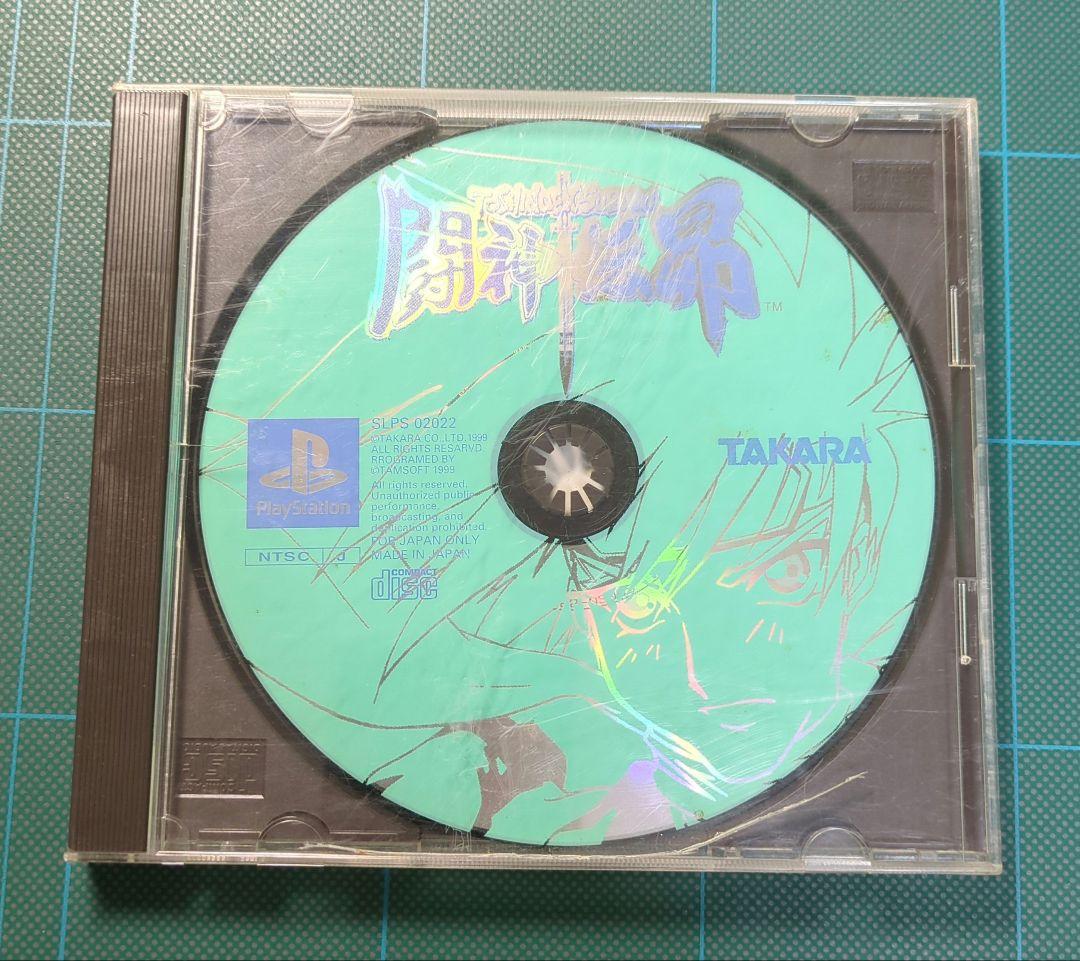 TOSHINDEN SUBARU
闘神伝昴
TM
SLPS 02022
©TAKARA CO.,LTD.1999
ALL RIGHTS RESARVD.
RROGRAMED BY
©TAMSOFT 1999
All rights reserved.
Unauthorized public
performance,
broadcasting, and
duplication prohibited.
FOR JAPAN ONLY
MADE IN JAPAN
PlayStation
NTSC J
COMPACT
disc
TAKARA